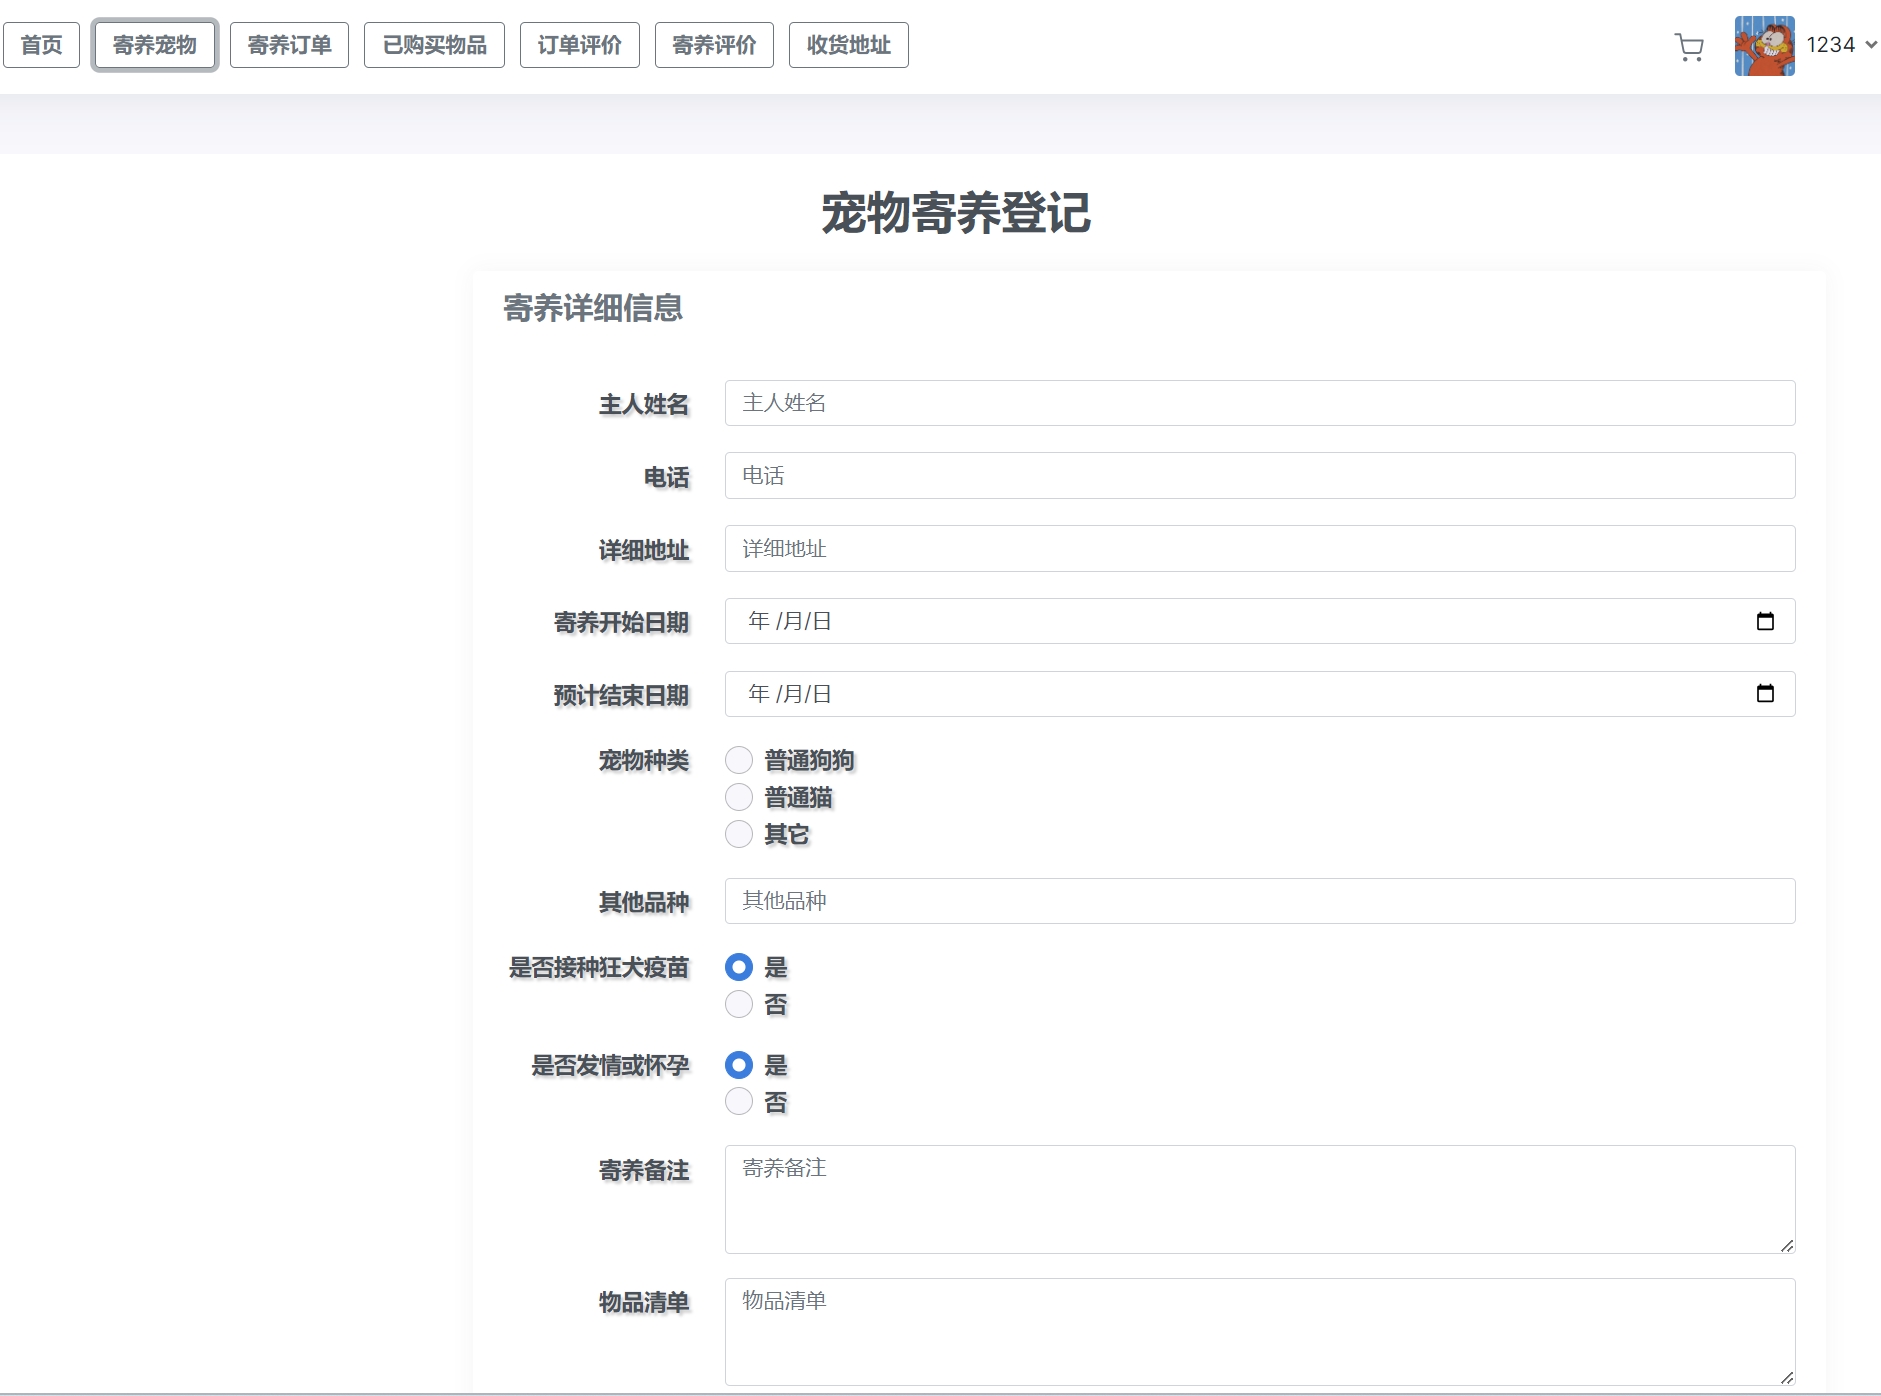 首页 寄养宠物 寄养订单 已购买物品 订单评价 寄养评价 收货地址 1234
宠物寄养登记
寄养详细信息
主人姓名 主人姓名
电话 电话
详细地址 详细地址
寄养开始日期 年 /月/日
预计结束日期 年 /月/日
宠物种类 普通狗狗
普通猫
其它
其他品种 其他品种
是否接种狂犬疫苗 是
否
是否发情或怀孕 是
否
寄养备注 寄养备注
物品清单 物品清单